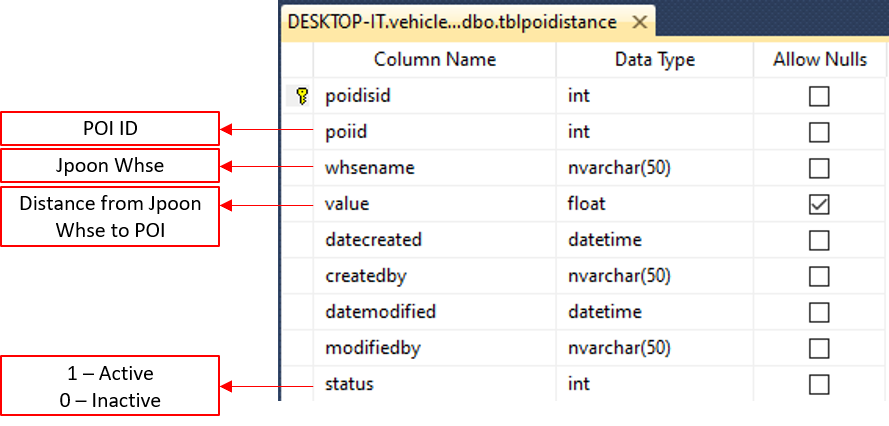 DESKTOP-IT.vehicle...dbo.tblpoidistance ✕
Column Name Data Type Allow Nulls
poidisid int
POI ID poiid int
Jpoon Whse whsename nvarchar(50)
Distance from Jpoon
Whse to POI
value float
datecreated datetime
createdby nvarchar(50)
datemodified datetime
modifiedby nvarchar(50)
1 – Active
0 – Inactive
status int